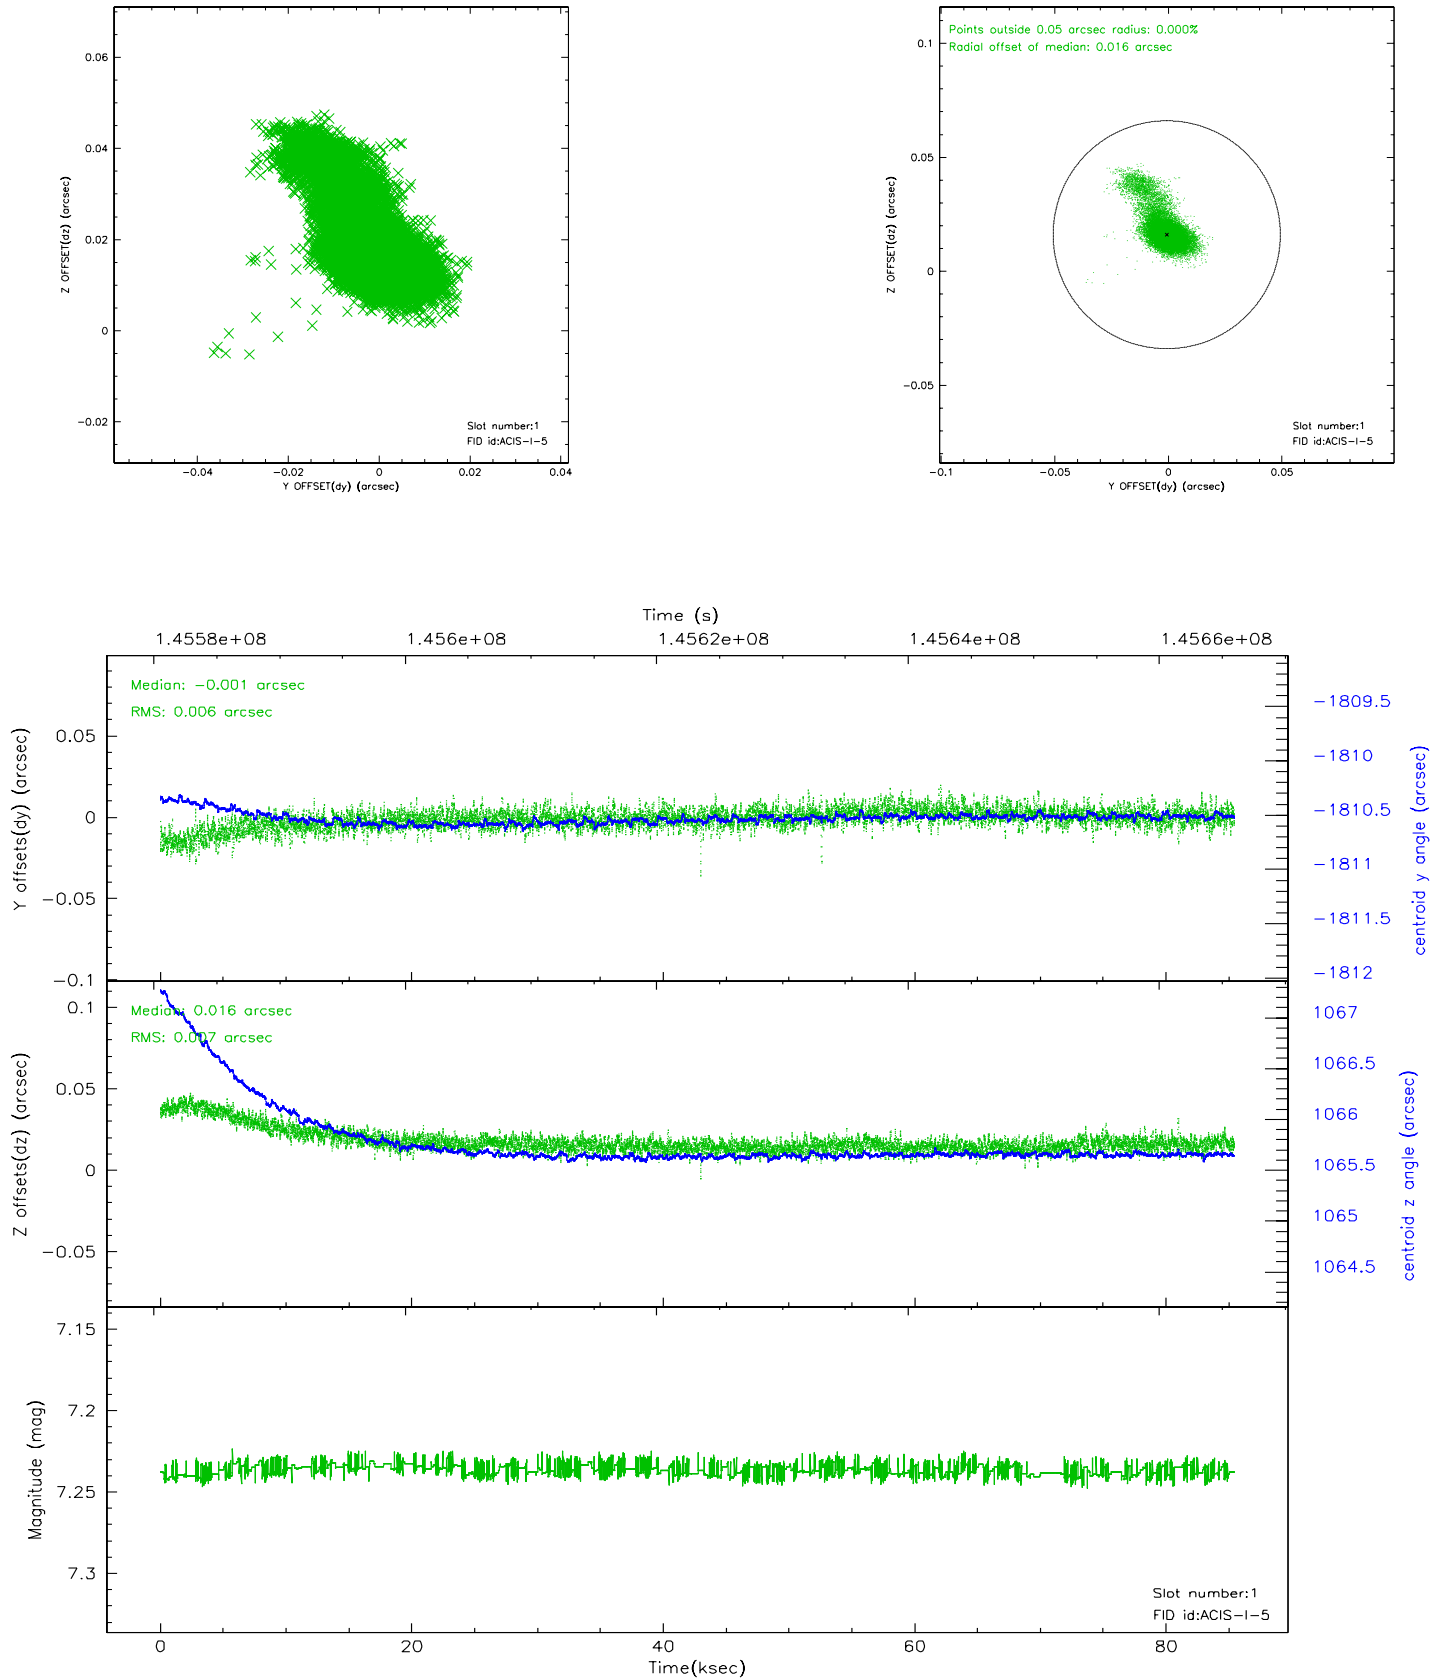 0.06
0.04
0.02
0
-0.02
Z OFFSET(dz) (arcsec)
Slot number:1
FID id:ACIS-I-5
-0.04
-0.02
0
0.02
0.04
Y OFFSET(dy) (arcsec)
Points outside 0.05 arcsec radius: 0.000%
Radial offset of median: 0.016 arcsec
0.1
0.05
0
-0.05
Z OFFSET(dz) (arcsec)
Slot number:1
FID id:ACIS-I-5
-0.1
-0.05
0
0.05
Y OFFSET(dy) (arcsec)
Time (s)
1.4558e+08
1.456e+08
1.4562e+08
1.4564e+08
1.4566e+08
Median: -0.001 arcsec
RMS: 0.006 arcsec
0.05
0
-0.05
-0.1
Y offsets(dy) (arcsec)
-1809.5
-1810
-1810.5
-1811
-1811.5
-1812
centroid y angle (arcsec)
Median: 0.016 arcsec
RMS: 0.007 arcsec
0.1
0.05
0
-0.05
Z offsets(dz) (arcsec)
1067
1066.5
1066
1065.5
1065
1064.5
centroid z angle (arcsec)
7.15
7.2
7.25
7.3
Magnitude (mag)
Slot number:1
FID id:ACIS-I-5
0
20
40
60
80
Time(ksec)